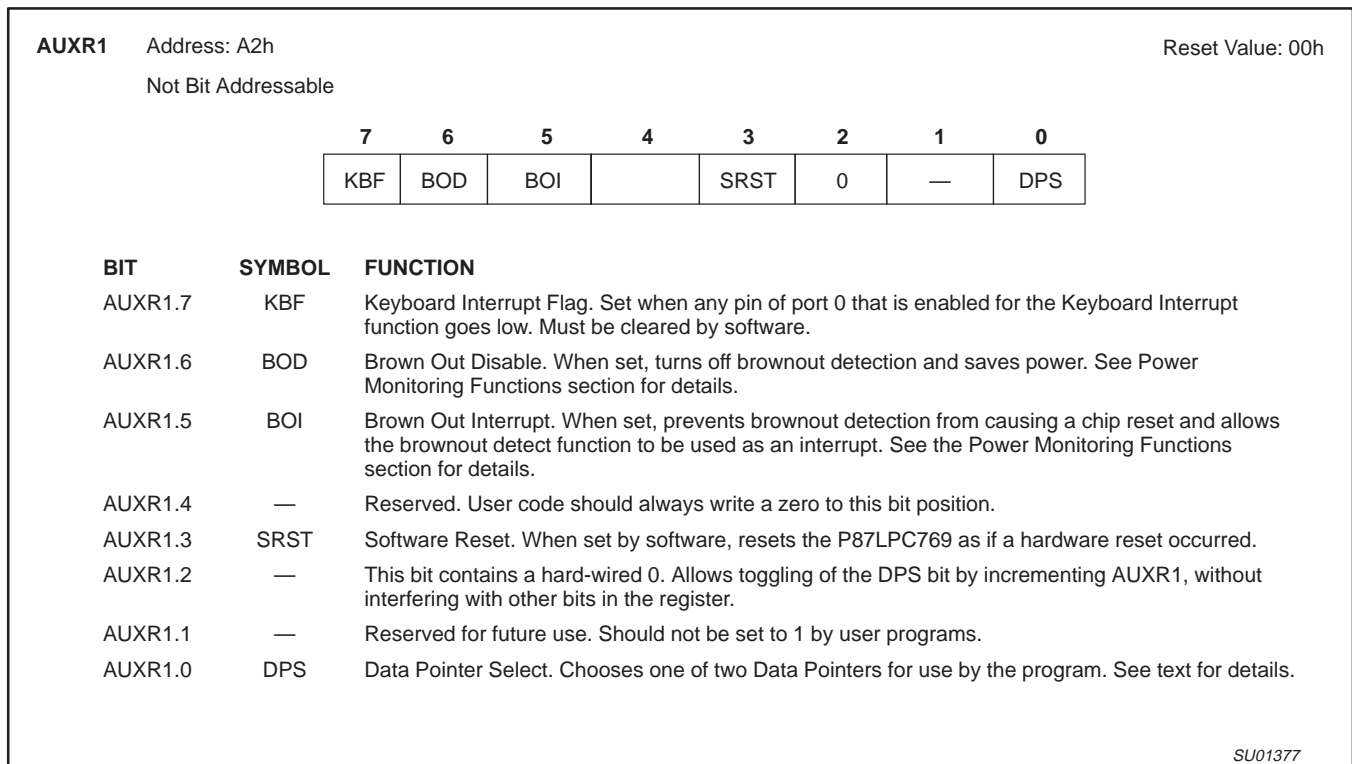 AUXR1 Address: A2h Reset Value: 00h
Not Bit Addressable
7 6 5 4 3 2 1 0
KBF BOD BOI SRST 0 — DPS
BIT SYMBOL FUNCTION
AUXR1.7 KBF Keyboard Interrupt Flag. Set when any pin of port 0 that is enabled for the Keyboard Interrupt
function goes low. Must be cleared by software.
AUXR1.6 BOD Brown Out Disable. When set, turns off brownout detection and saves power. See Power
Monitoring Functions section for details.
AUXR1.5 BOI Brown Out Interrupt. When set, prevents brownout detection from causing a chip reset and allows
the brownout detect function to be used as an interrupt. See the Power Monitoring Functions
section for details.
AUXR1.4 — Reserved. User code should always write a zero to this bit position.
AUXR1.3 SRST Software Reset. When set by software, resets the P87LPC769 as if a hardware reset occurred.
AUXR1.2 — This bit contains a hard-wired 0. Allows toggling of the DPS bit by incrementing AUXR1, without
interfering with other bits in the register.
AUXR1.1 — Reserved for future use. Should not be set to 1 by user programs.
AUXR1.0 DPS Data Pointer Select. Chooses one of two Data Pointers for use by the program. See text for details.
SU01377